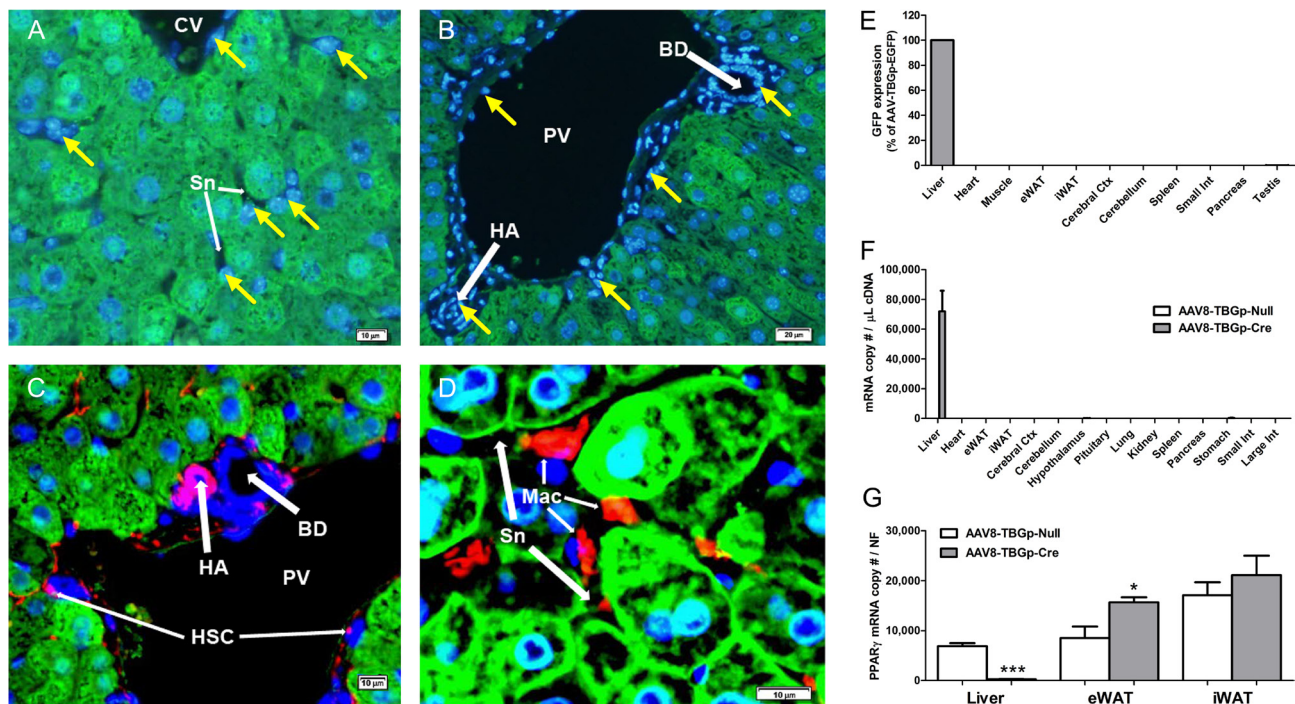 A
CV
Sn
10 µm
B
BD
PV
HA
20 µm
C
HA
BD
PV
HSC
10 µm
D
Mac
Sn
10 µm
E
GFP expression
(% of AAV-TBGp-EGFP)
120
100
80
60
40
20
0
Liver
Heart
Muscle
eWAT
iWAT
Cerebral Ctx
Cerebellum
Spleen
Small Int
Pancreas
Testis
F
mRNA copy # / µL cDNA
100,000
80,000
60,000
40,000
20,000
0
AAV8-TBGp-Null
AAV8-TBGp-Cre
Liver
Heart
eWAT
iWAT
Cerebral Ctx
Cerebellum
Hypothalamus
Pituitary
Lung
Kidney
Spleen
Pancreas
Stomach
Small Int
Large Int
G
PPARγ mRNA copy # / NF
30,000
20,000
10,000
0
AAV8-TBGp-Null
AAV8-TBGp-Cre
***
*
Liver
eWAT
iWAT